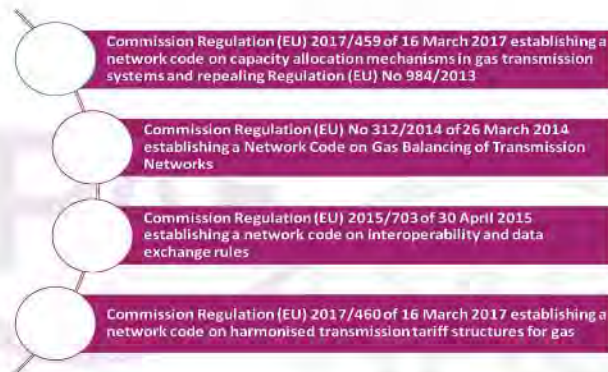 Commission Regulation (EU) 2017/459 of 16 March 2017 establishing a
network code on capacity allocation mechanisms in gas transmission
systems and repealing Regulation (EU) No 984/2013
Commission Regulation (EU) No 312/2014 of 26 March 2014
establishing a Network Code on Gas Balancing of Transmission
Networks
Commission Regulation (EU) 2015/703 of 30 April 2015
establishing a network code on interoperability and data
exchange rules
Commission Regulation (EU) 2017/460 of 16 March 2017 establishing a
network code on harmonised transmission tariff structures for gas